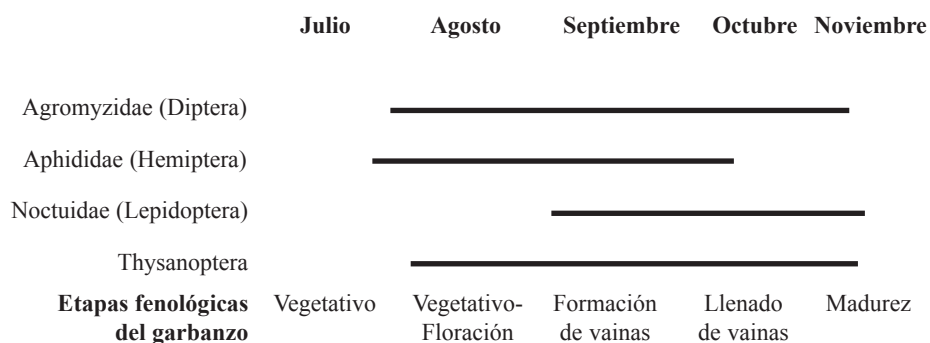 Julio Agosto Septiembre Octubre Noviembre
Agromyzidae (Diptera)
Aphididae (Hemiptera)
Noctuidae (Lepidoptera)
Thysanoptera
Etapas fenológicas Vegetativo Vegetativo- Formación Llenado Madurez
del garbanzo Floración de vainas de vainas